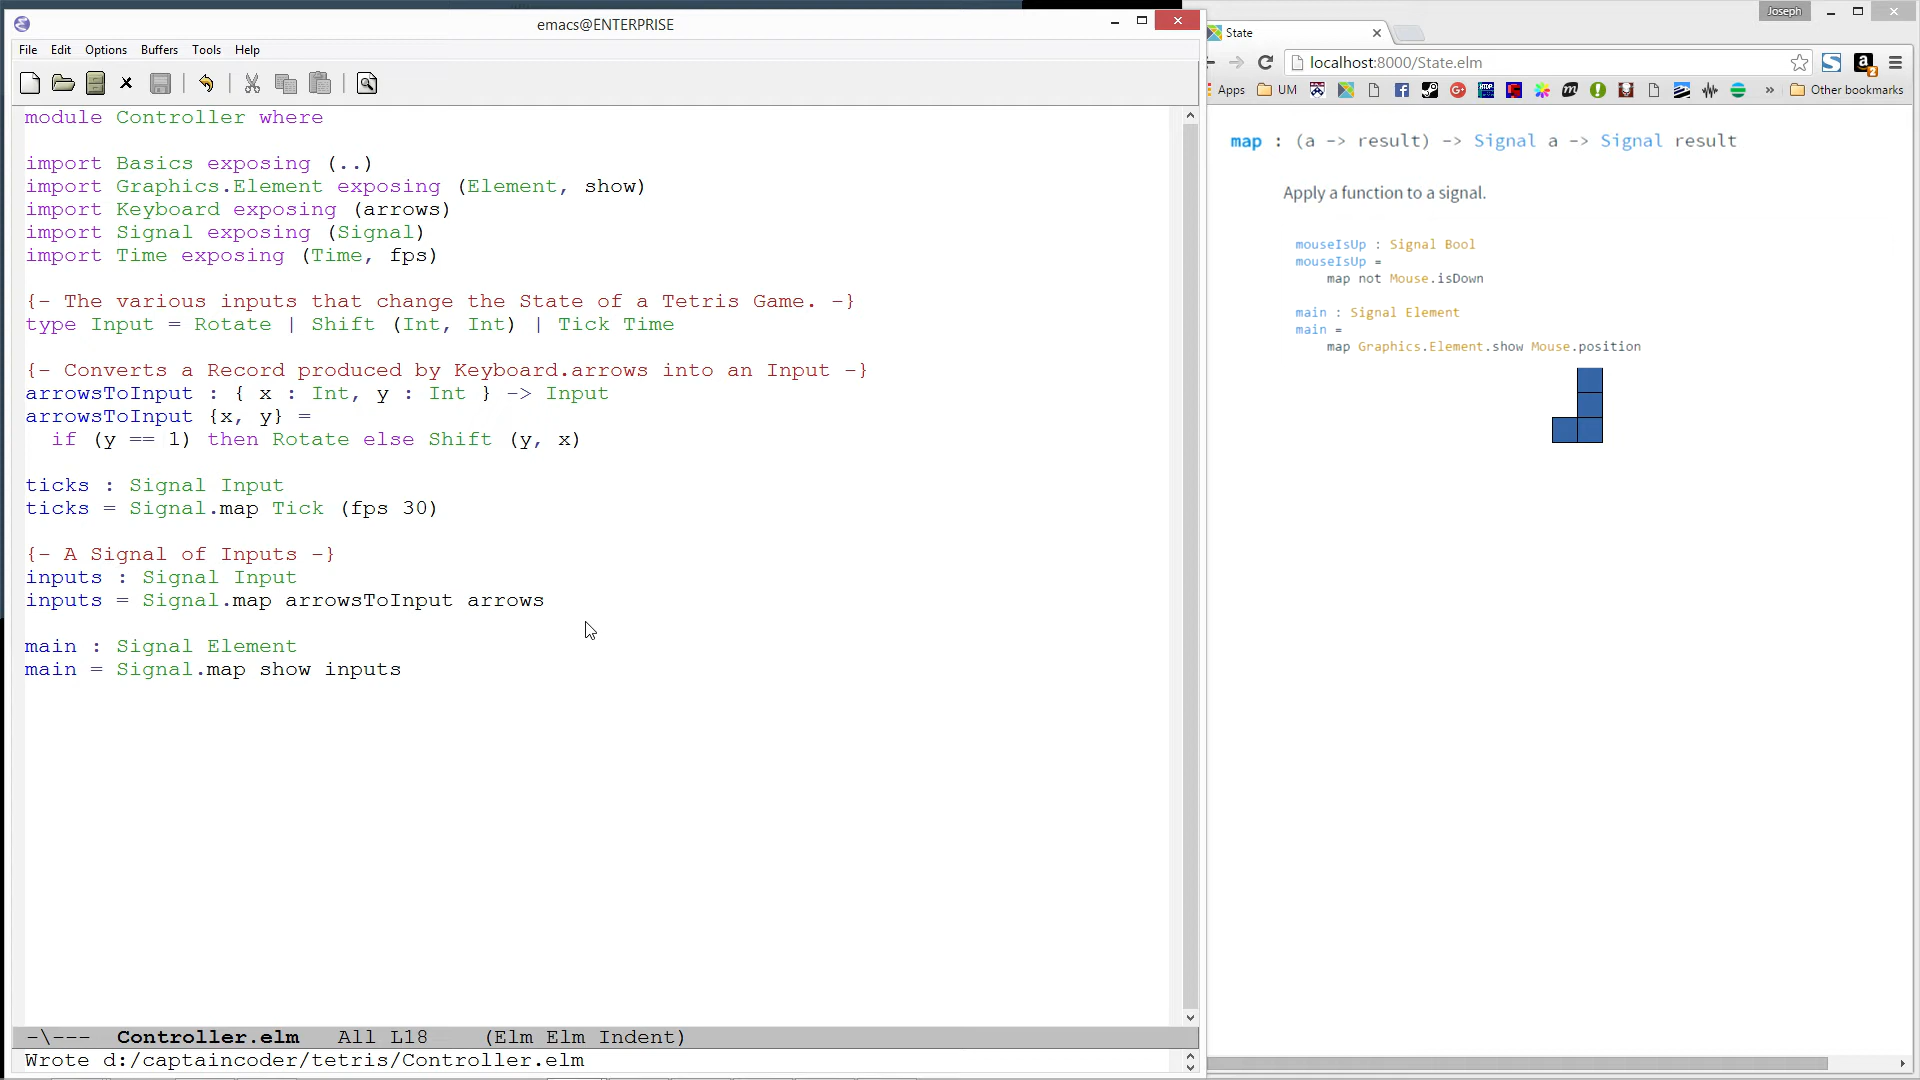 emacs@ENTERPRISE
File Edit Options Buffers Tools Help
module Controller where
import Basics exposing (..)
import Graphics.Element exposing (Element, show)
import Keyboard exposing (arrows)
import Signal exposing (Signal)
import Time exposing (Time, fps)
{- The various inputs that change the State of a Tetris Game. -}
type Input = Rotate | Shift (Int, Int) | Tick Time
{- Converts a Record produced by Keyboard.arrows into an Input -}
arrowsToInput : { x : Int, y : Int } -> Input
arrowsToInput {x, y} =
if (y == 1) then Rotate else Shift (y, x)
ticks : Signal Input
ticks = Signal.map Tick (fps 30)
{- A Signal of Inputs -}
inputs : Signal Input
inputs = Signal.map arrowsToInput arrows
main : Signal Element
main = Signal.map show inputs
-\--- Controller.elm All L18 (Elm Elm Indent)
Wrote d:/captaincoder/tetris/Controller.elm
Joseph
State
localhost:8000/State.elm
Apps UM » Other bookmarks
map : (a -> result) -> Signal a -> Signal result
Apply a function to a signal.
mouseIsUp : Signal Bool
mouseIsUp =
map not Mouse.isDown
main : Signal Element
main =
map Graphics.Element.show Mouse.position